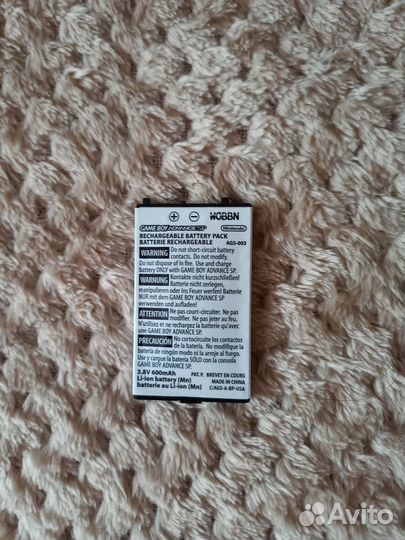 + - WOBBN
GAME BOY ADVANCE SP Nintendo
RECHARGEABLE BATTERY PACK
BATTERIE RECHARGEABLE AGS-003
WARNING Do not short-circuit battery
contacts. Do not disassemble. Do not
dispose of in fire. Use and charge battery
ONLY with GAME BOY ADVANCE SP.
WARNUNG Kontakte nicht kurzschließen!
Batterie nicht zerlegen,
manipulieren oder ins Feuer werfen! Batterie
NUR mit dem GAME BOY ADVANCE SP
verwenden und aufladen!
ATTENTION Ne pas court-circuiter. Ne pas
démonter. Ne pas jeter au feu.
N'utilisez et rechargez la batterie
qu'avec le GAME BOY ADVANCE SP.
PRECAUCIÓN No cortocircuite los contactos de
la batería. No manipule la
batería de ningún modo ni la arroje al fuego.
Use y cargue la batería SÓLO con la consola
GAME BOY ADVANCE SP.
3.8V 600mAh PAT. P. BREVET EN COURS
Li-ion battery (Mn) MADE IN CHINA
batterie au Li-ion (Mn) C/AGS-A-BP-USA
Avito